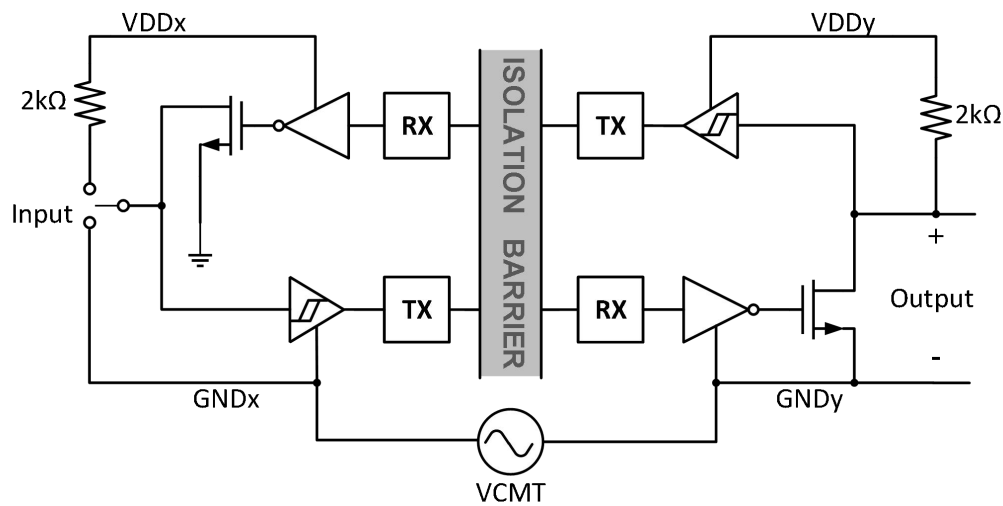 VDDx
VDDy
2kΩ
RX
ISOLATION BARRIER
TX
2kΩ
Input
+
TX
RX
Output
-
GNDx
GNDy
VCMT